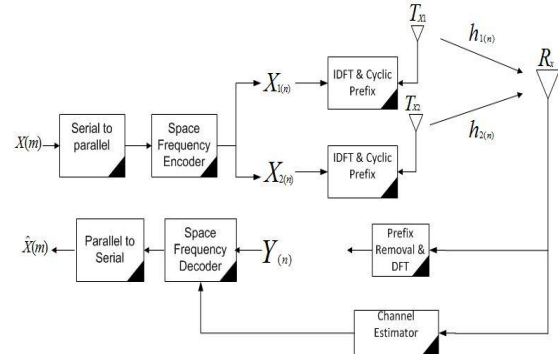 T_{x1}
h_{1(n)}
R_x
IDFT & Cyclic
Prefix
X_{1(n)}
T_{x2}
X(m)
Serial to
parallel
Space
Frequency
Encoder
h_{2(n)}
X_{2(n)}
IDFT & Cyclic
Prefix
X̂(m)
Parallel to
Serial
Space
Frequency
Decoder
Y_{(n)}
Prefix
Removal &
DFT
Channel
Estimator